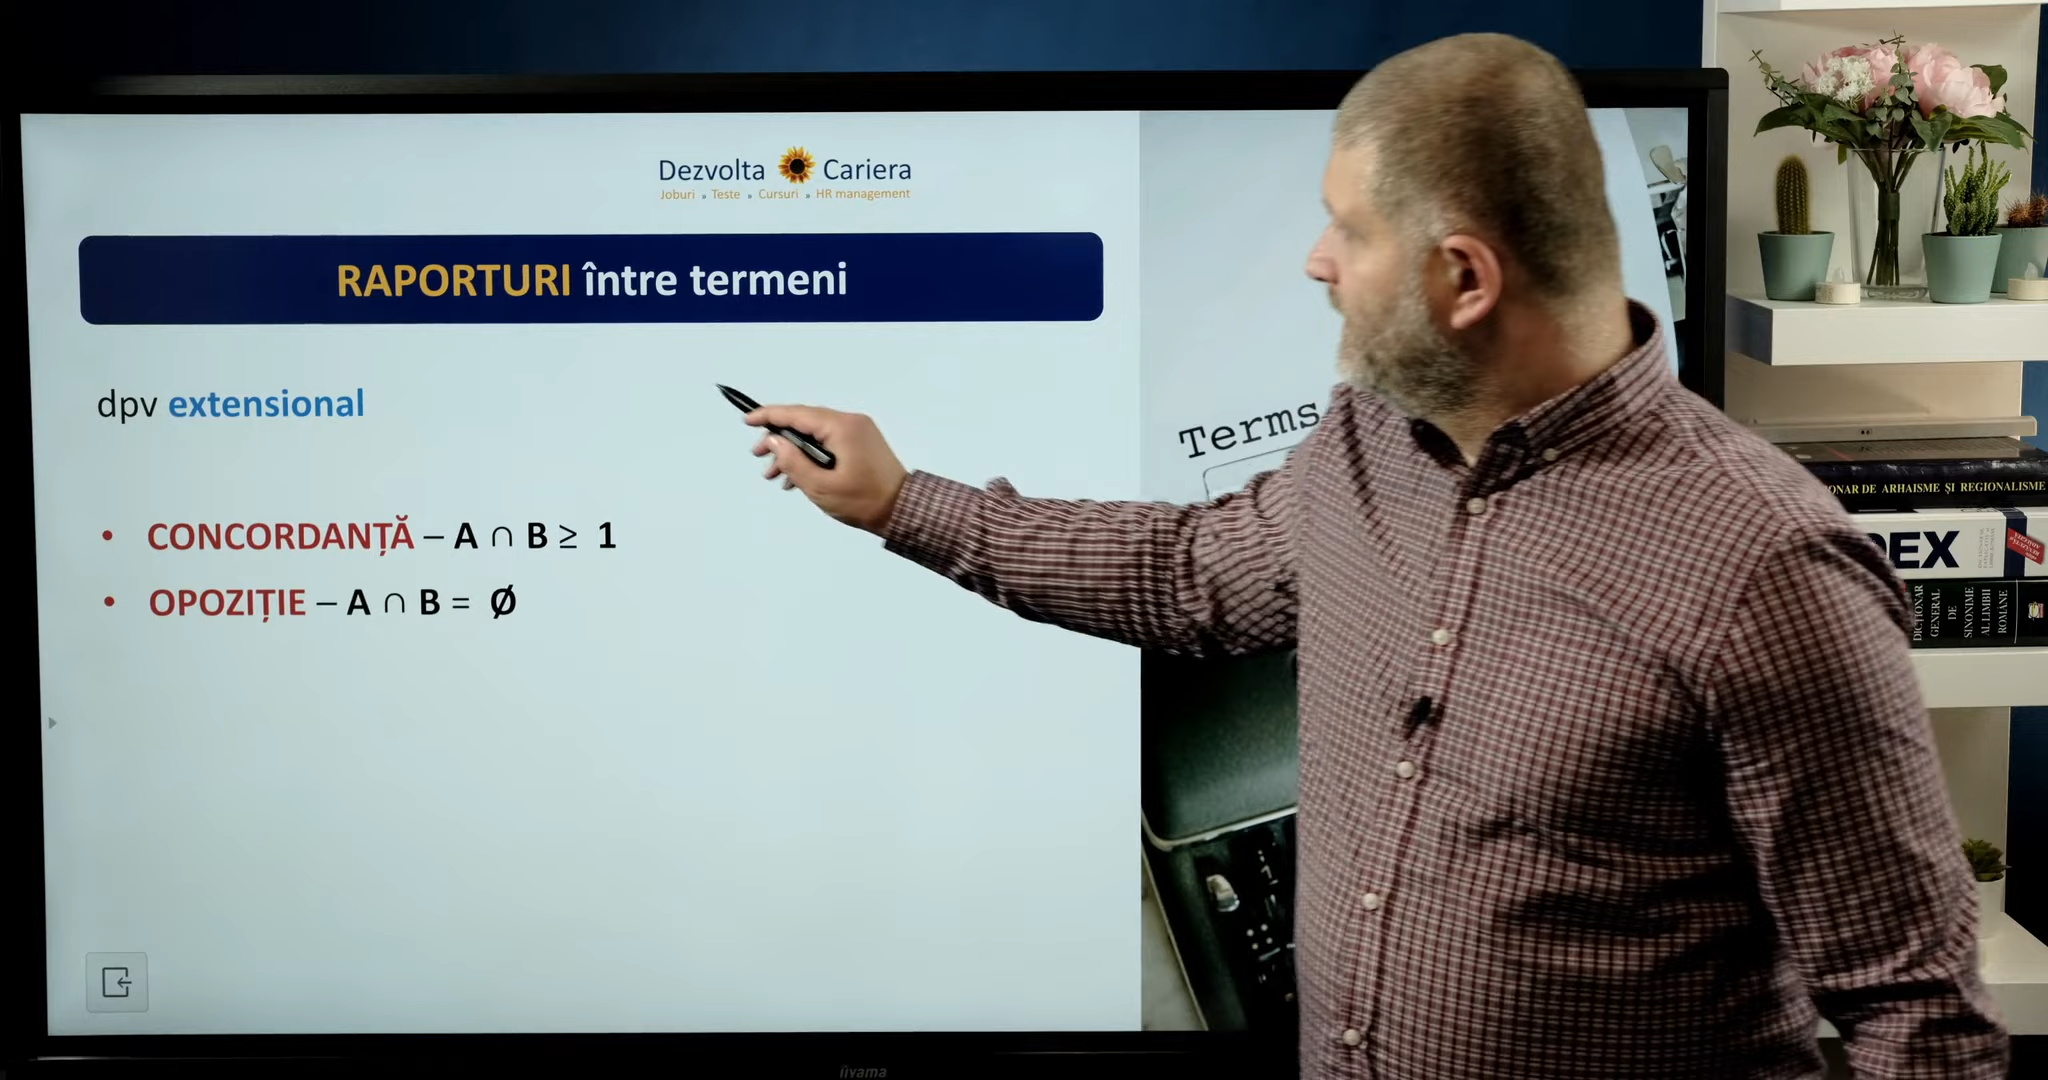 Dezvolta Cariera
Joburi • Teste • Cursuri • HR management
RAPORTURI între termeni
dpv extensional
• CONCORDANȚĂ – A ∩ B ≥ 1
• OPOZIȚIE – A ∩ B = Ø
Terms
ONAR DE ARHAISME ȘI REGIONALISME
DEX
DICȚIONAR
GENERAL
DE
SINONIME
AL LIMBII
ROMÂNE
iiyama